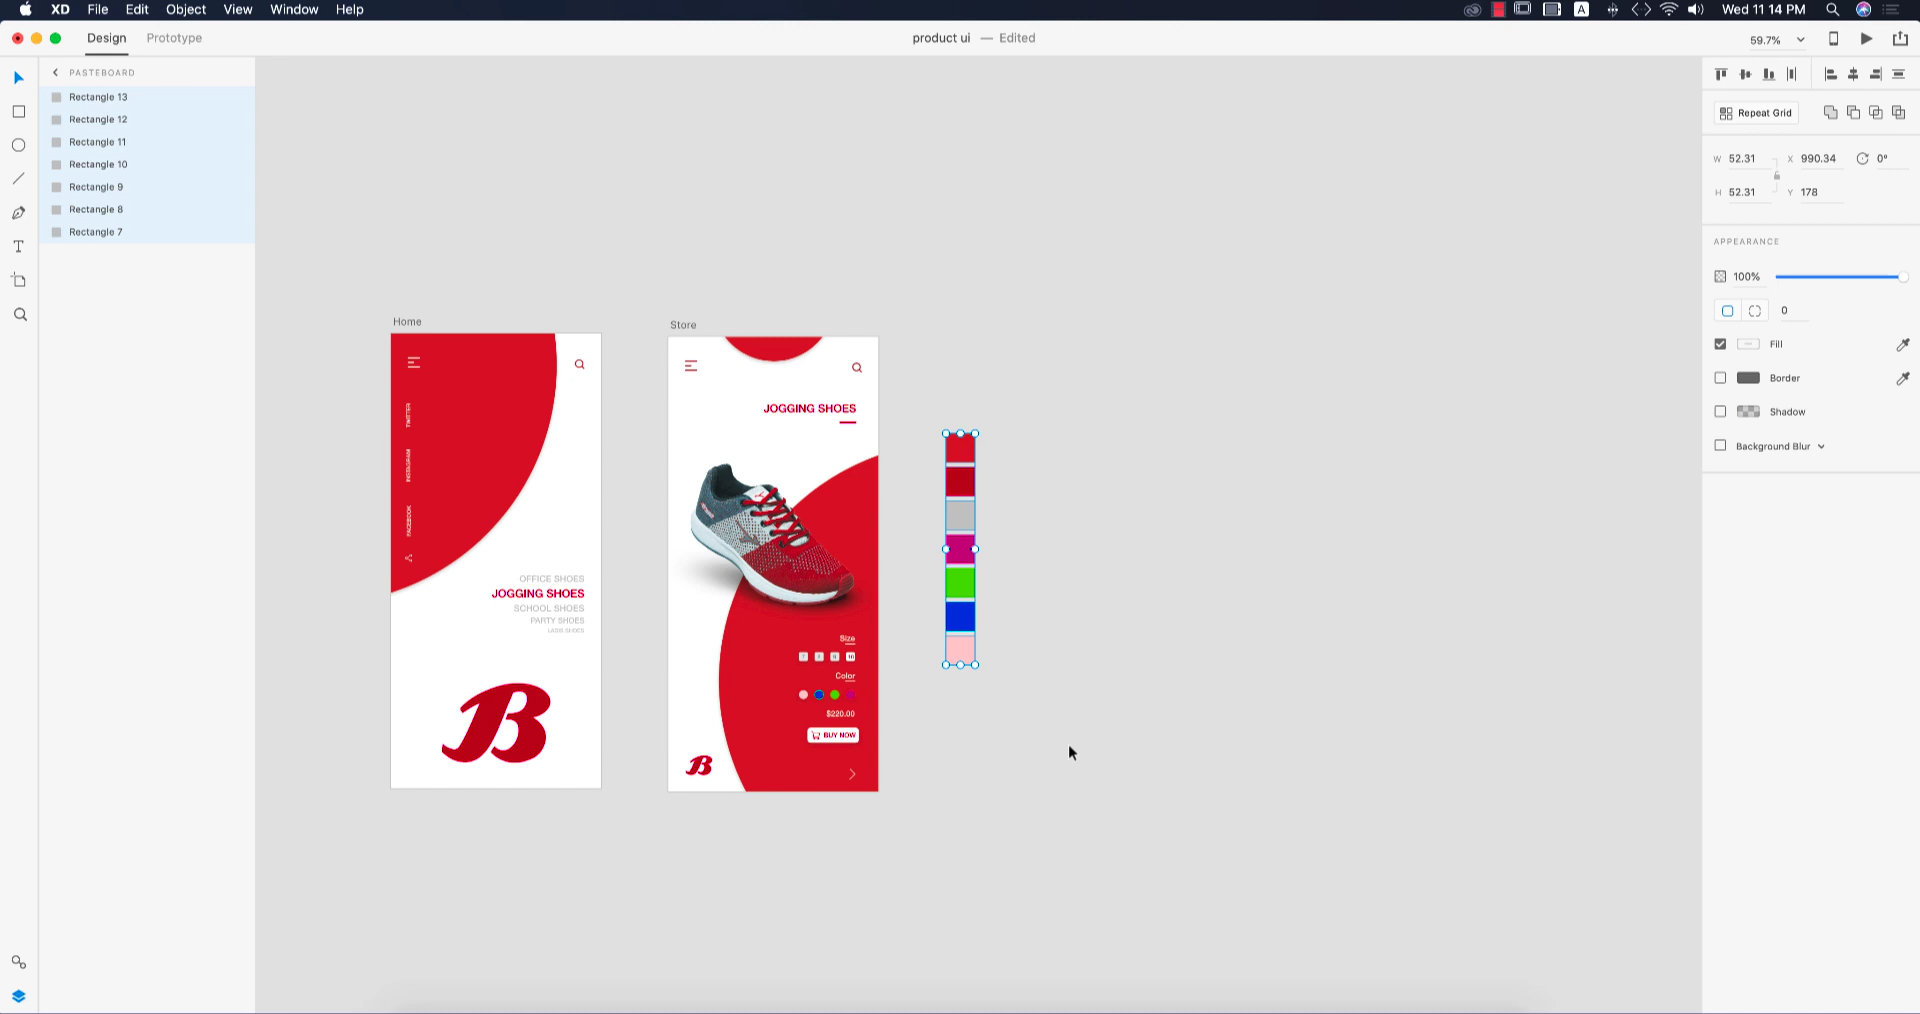 XD File Edit Object View Window Help
A
Wed 11 14 PM
Design Prototype
product ui — Edited
59.7%
PASTEBOARD
Rectangle 13
Rectangle 12
Rectangle 11
Rectangle 10
Rectangle 9
Rectangle 8
Rectangle 7
Home
TWITTER
INSTAGRAM
FACEBOOK
OFFICE SHOES
JOGGING SHOES
SCHOOL SHOES
PARTY SHOES
B
Store
JOGGING SHOES
Size
Color
$220.00
BUY NOW
B
Repeat Grid
W 52.31 X 990.34 0°
H 52.31 Y 178
APPEARANCE
100%
0
Fill
Border
Shadow
Background Blur